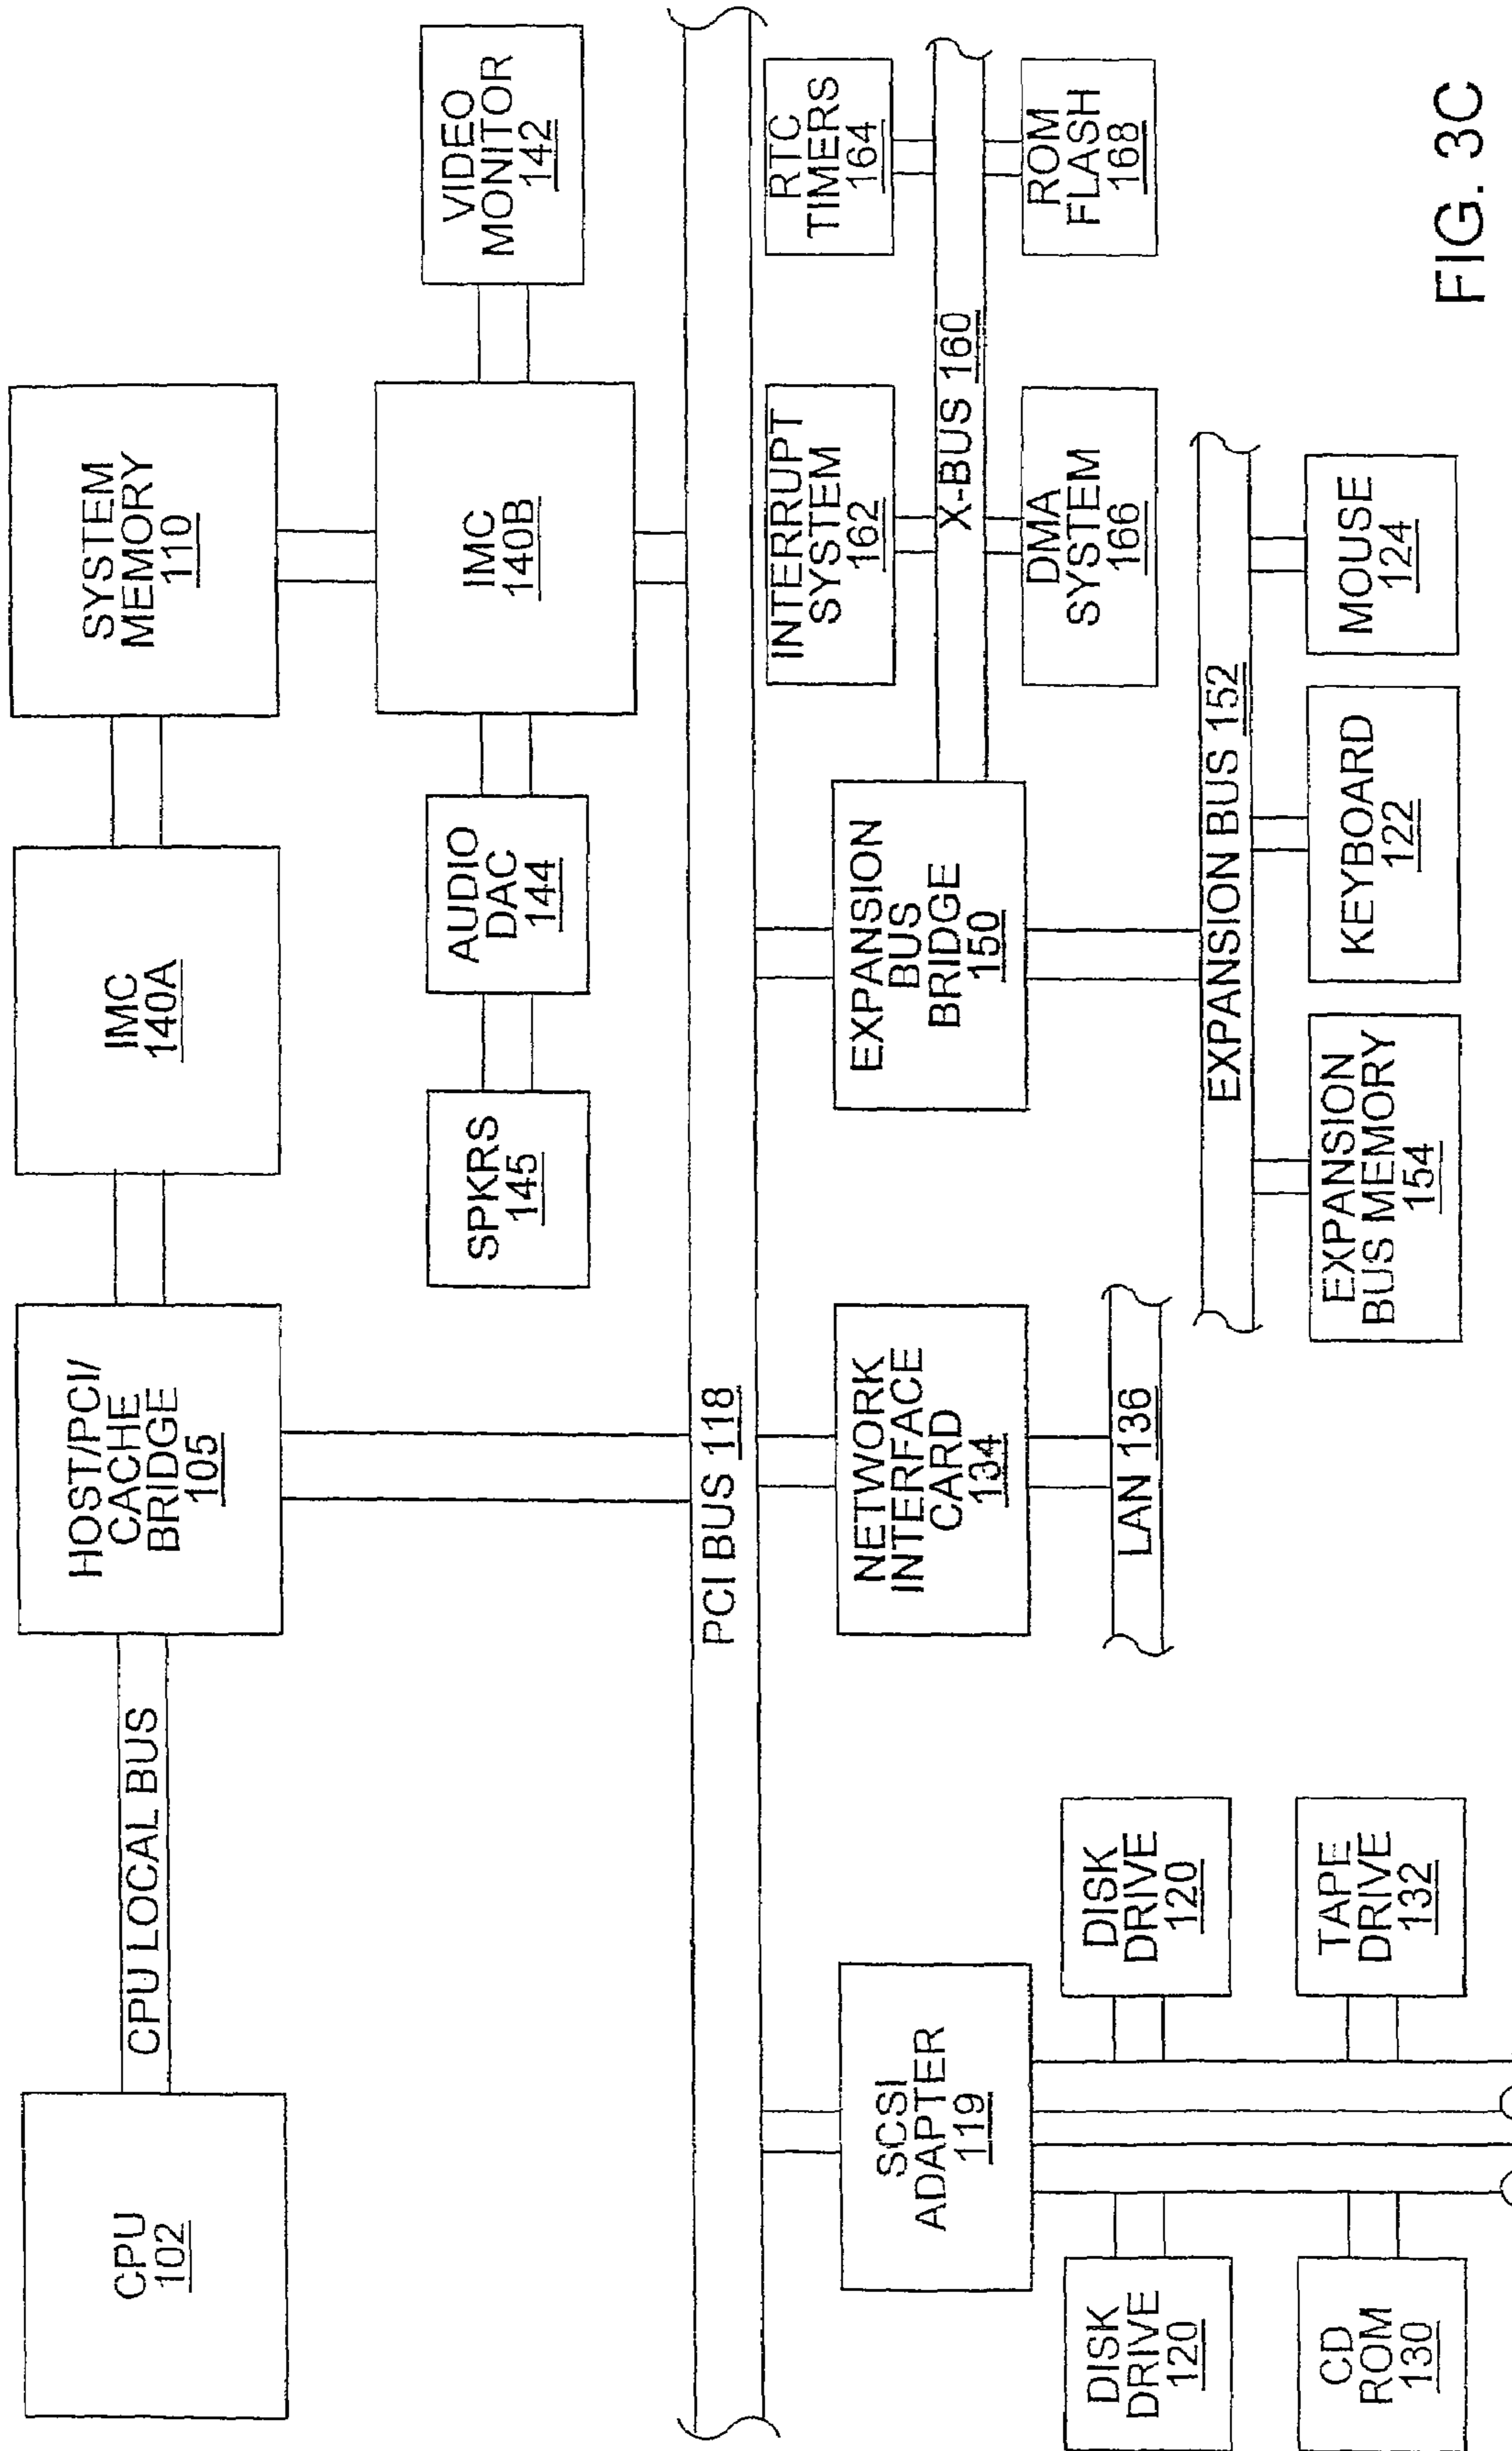 CPU
102
CPU LOCAL BUS
HOST/PCI/
CACHE
BRIDGE
105
IMC
140A
SYSTEM
MEMORY
110
SPKRS
145
AUDIO
DAC
144
IMC
140B
VIDEO
MONITOR
142
PCI BUS 118
SCSI
ADAPTER
119
NETWORK
INTERFACE
CARD
134
EXPANSION
BUS
BRIDGE
150
INTERRUPT
SYSTEM
162
RTC
TIMERS
164
X-BUS 160
DMA
SYSTEM
166
ROM
FLASH
168
DISK
DRIVE
120
DISK
DRIVE
120
LAN 136
EXPANSION BUS 152
CD
ROM
130
TAPE
DRIVE
132
EXPANSION
BUS MEMORY
154
KEYBOARD
122
MOUSE
124
FIG. 3C